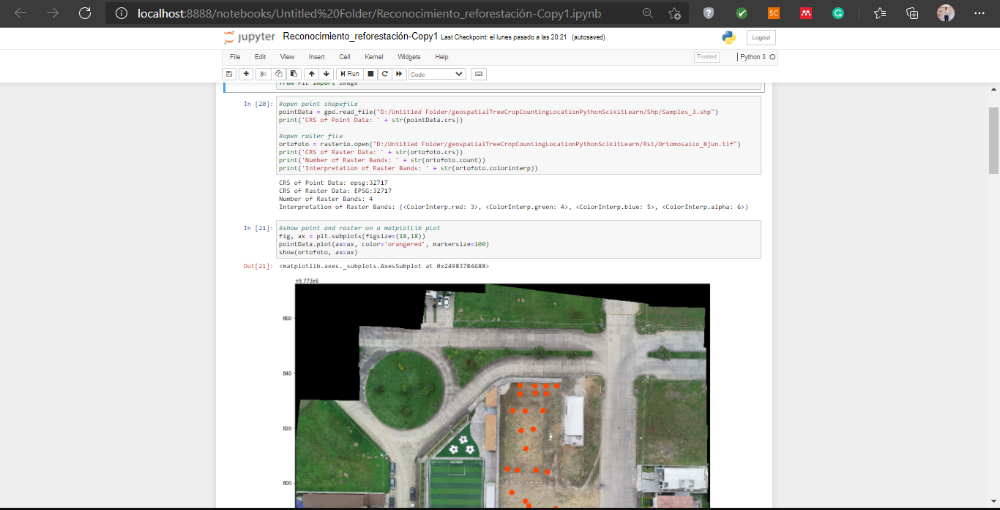 localhost:8888/notebooks/Untitled%20Folder/Reconocimiento_reforestación-Copy1.ipynb
SC
jupyter Reconocimiento_reforestación-Copy1 Last Checkpoint: el lunes pasado a las 20:21 (autosaved)
Logout
File Edit View Insert Cell Kernel Widgets Help
Trusted
Python 3
Run
Code
from PIL import Image
In [20]:
#open point shapefile
pointData = gpd.read_file("D:/Untitled Folder/geospatialTreeCropCountingLocationPythonScikitLearn/Shp/Samples_3.shp")
print('CRS of Point Data: ' + str(pointData.crs))
#open raster file
ortofoto = rasterio.open("D:/Untitled Folder/geospatialTreeCropCountingLocationPythonScikitLearn/Rst/Ortomosaico_8jun.tif")
print('CRS of Raster Data: ' + str(ortofoto.crs))
print('Number of Raster Bands: ' + str(ortofoto.count))
print('Interpretation of Raster Bands: ' + str(ortofoto.colorinterp))
CRS of Point Data: epsg:32717
CRS of Raster Data: EPSG:32717
Number of Raster Bands: 4
Interpretation of Raster Bands: (<ColorInterp.red: 3>, <ColorInterp.green: 4>, <ColorInterp.blue: 5>, <ColorInterp.alpha: 6>)
In [21]:
#show point and raster on a matplotlib plot
fig, ax = plt.subplots(figsize=(18,18))
pointData.plot(ax=ax, color='orangered', markersize=100)
show(ortofoto, ax=ax)
Out[21]: <matplotlib.axes._subplots.AxesSubplot at 0x24983784688>
+9.773e6
860
840
820
800